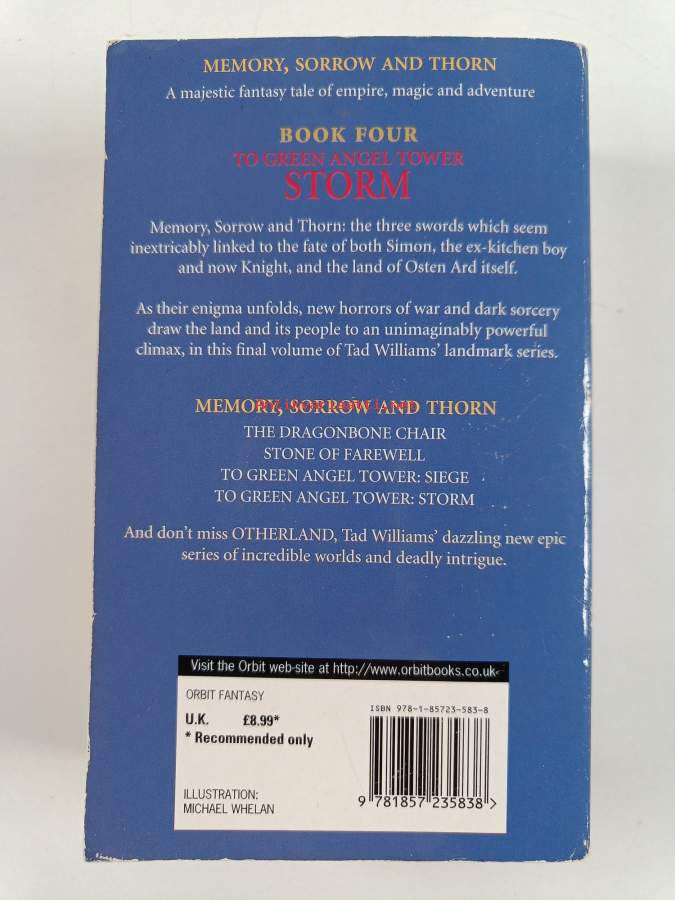 MEMORY, SORROW AND THORN
A majestic fantasy tale of empire, magic and adventure
BOOK FOUR
TO GREEN ANGEL TOWER
STORM
Memory, Sorrow and Thorn: the three swords which seem
inextricably linked to the fate of both Simon, the ex-kitchen boy
and now Knight, and the land of Osten Ard itself.
As their enigma unfolds, new horrors of war and dark sorcery
draw the land and its people to an unimaginably powerful
climax, in this final volume of Tad Williams' landmark series.
MEMORY, SORROW AND THORN
THE DRAGONBONE CHAIR
STONE OF FAREWELL
TO GREEN ANGEL TOWER: SIEGE
TO GREEN ANGEL TOWER: STORM
And don't miss OTHERLAND, Tad Williams' dazzling new epic
series of incredible worlds and deadly intrigue.
Visit the Orbit web-site at http://www.orbitbooks.co.uk
ORBIT FANTASY
U.K. £8.99*
* Recommended only
ILLUSTRATION:
MICHAEL WHELAN
ISBN 978-1-85723-583-8
9 781857 235838 >